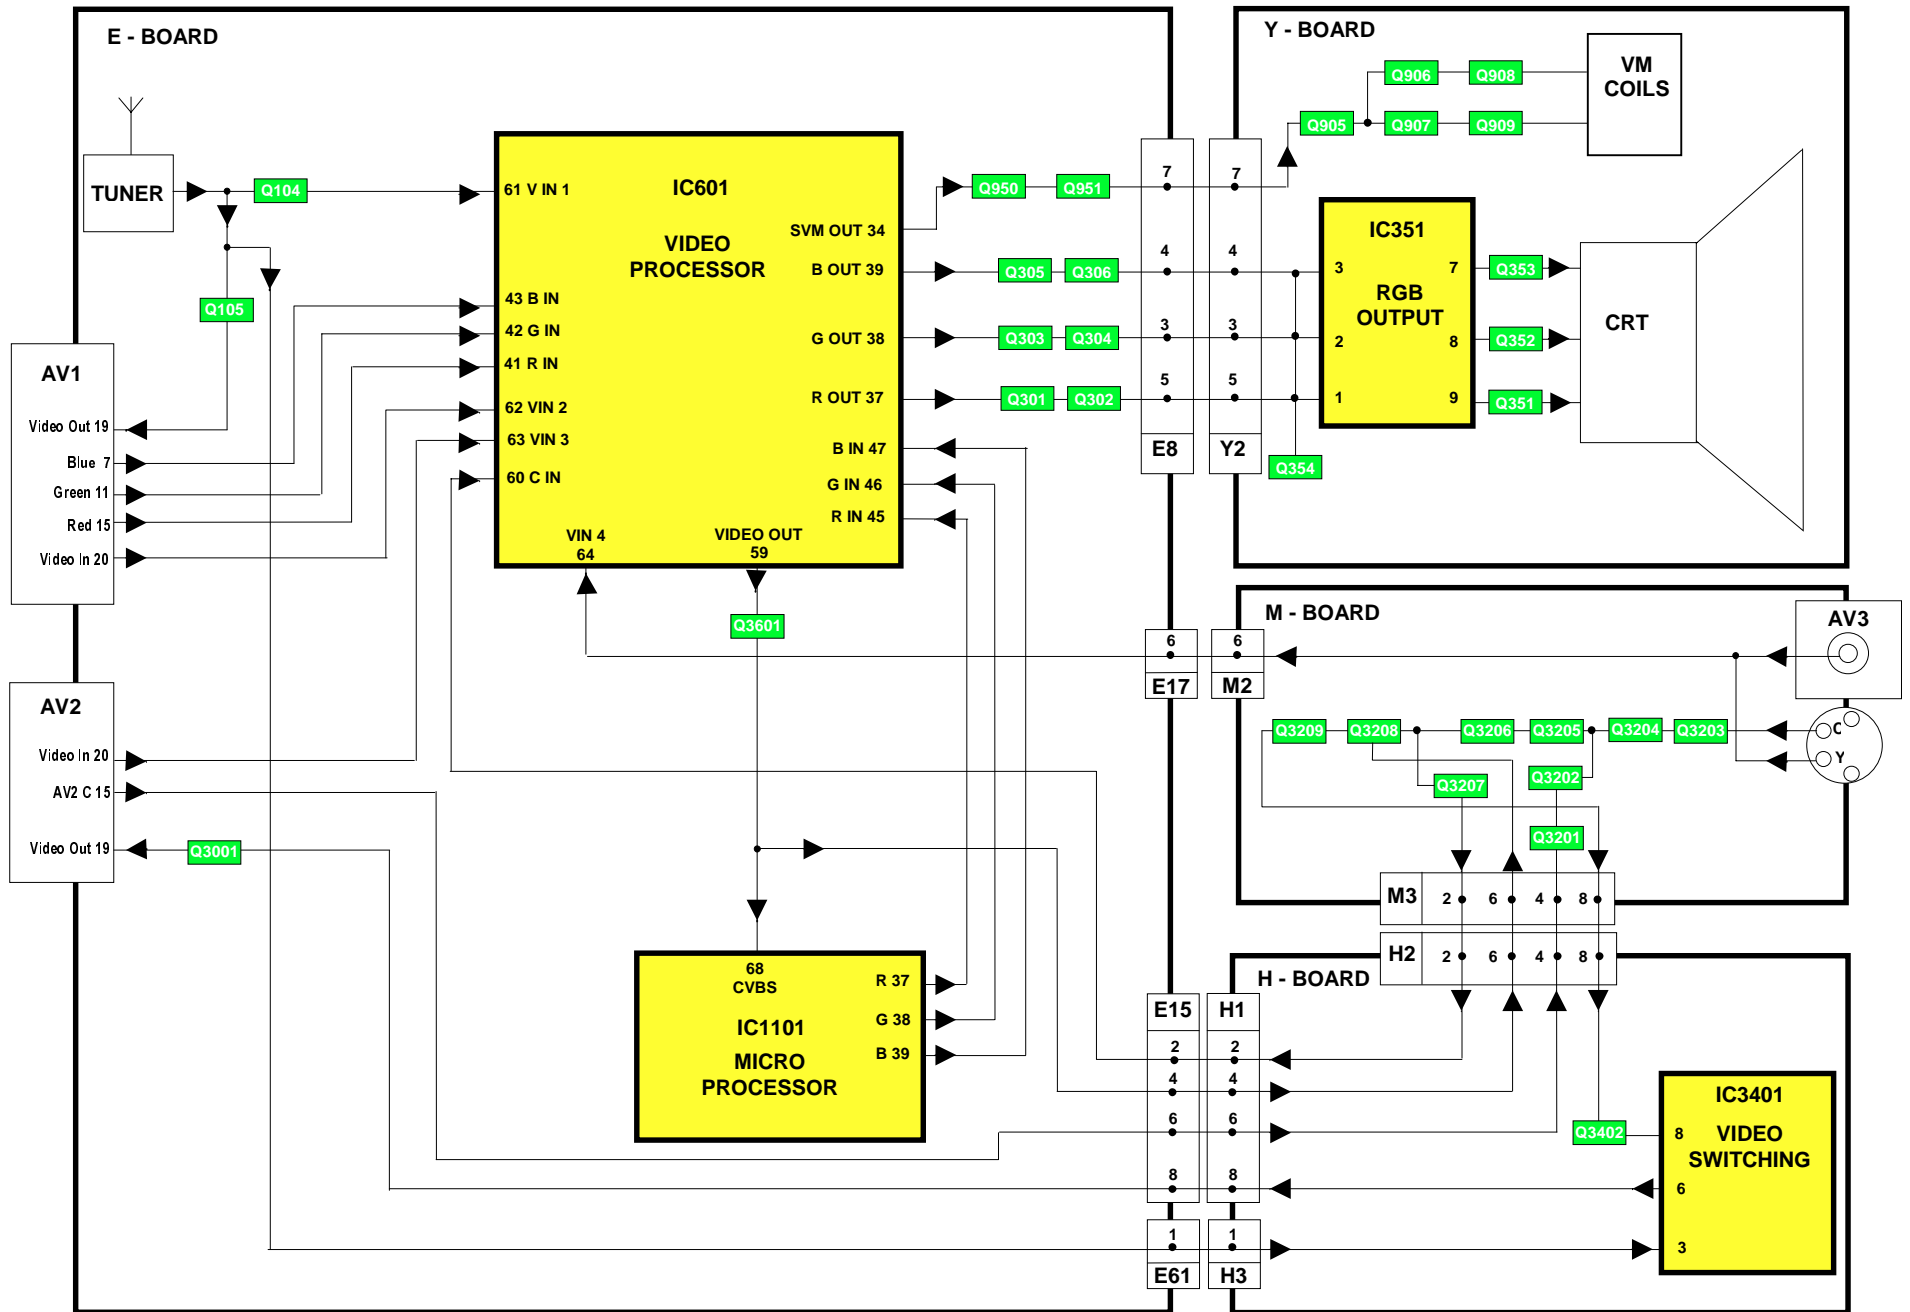 E - BOARD
TUNER
Q104
Q105
AV1
Video Out 19
Blue 7
Green 11
Red 15
Video In 20
AV2
Video In 20
AV2 C 15
Video Out 19
Q3001
61 V IN 1
IC601
VIDEO
PROCESSOR
43 B IN
42 G IN
41 R IN
62 VIN 2
63 VIN 3
60 C IN
SVM OUT 34
B OUT 39
G OUT 38
R OUT 37
B IN 47
G IN 46
R IN 45
VIN 4
64
VIDEO OUT
59
Q3601
Q950
Q951
Q305
Q306
Q303
Q304
Q301
Q302
68
CVBS
IC1101
MICRO
PROCESSOR
R 37
G 38
B 39
7
4
3
5
E8
7
4
3
5
Y2
6
E17
6
M2
E15
2
4
6
8
H1
2
4
6
8
1
E61
1
H3
Y - BOARD
Q905
Q906
Q908
Q907
Q909
VM
COILS
IC351
RGB
OUTPUT
3
2
1
7
8
9
Q353
Q352
Q351
Q354
CRT
M - BOARD
AV3
C
Y
Q3209
Q3208
Q3206
Q3205
Q3204
Q3203
Q3207
Q3202
Q3201
M3
2
6
4
8
H2
2
6
4
8
H - BOARD
Q3402
IC3401
VIDEO
SWITCHING
8
6
3